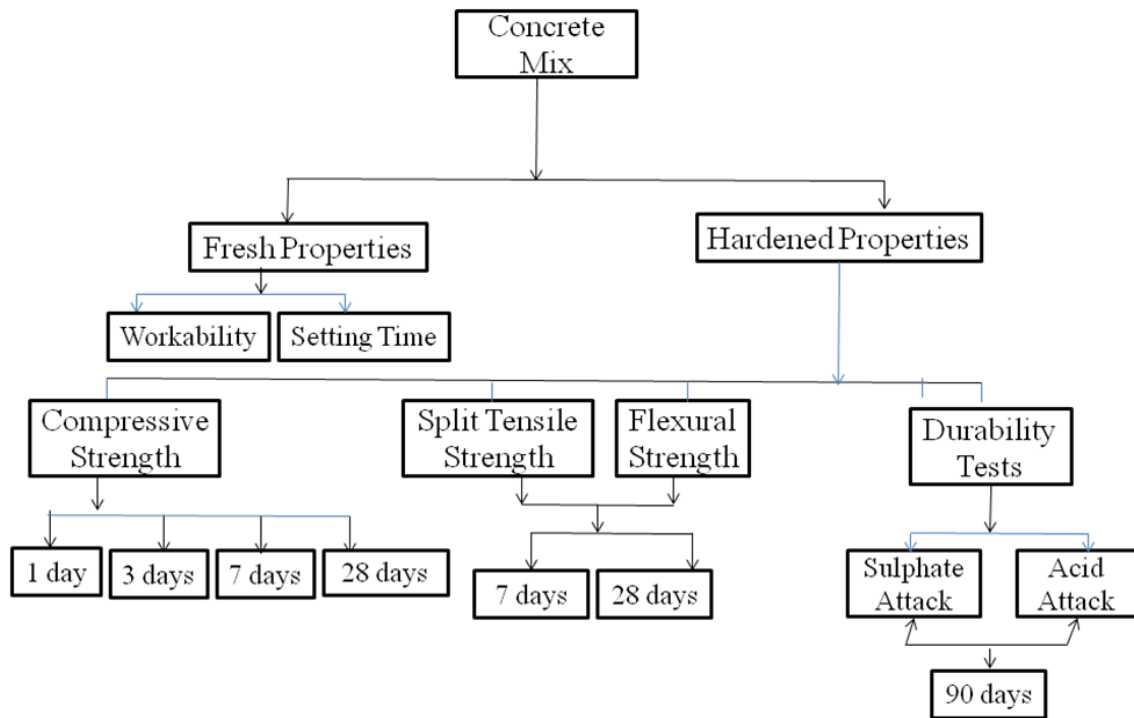 Concrete
Mix
Fresh Properties
Hardened Properties
Workability
Setting Time
Compressive
Strength
Split Tensile
Strength
Flexural
Strength
Durability
Tests
1 day
3 days
7 days
28 days
7 days
28 days
Sulphate
Attack
Acid
Attack
90 days